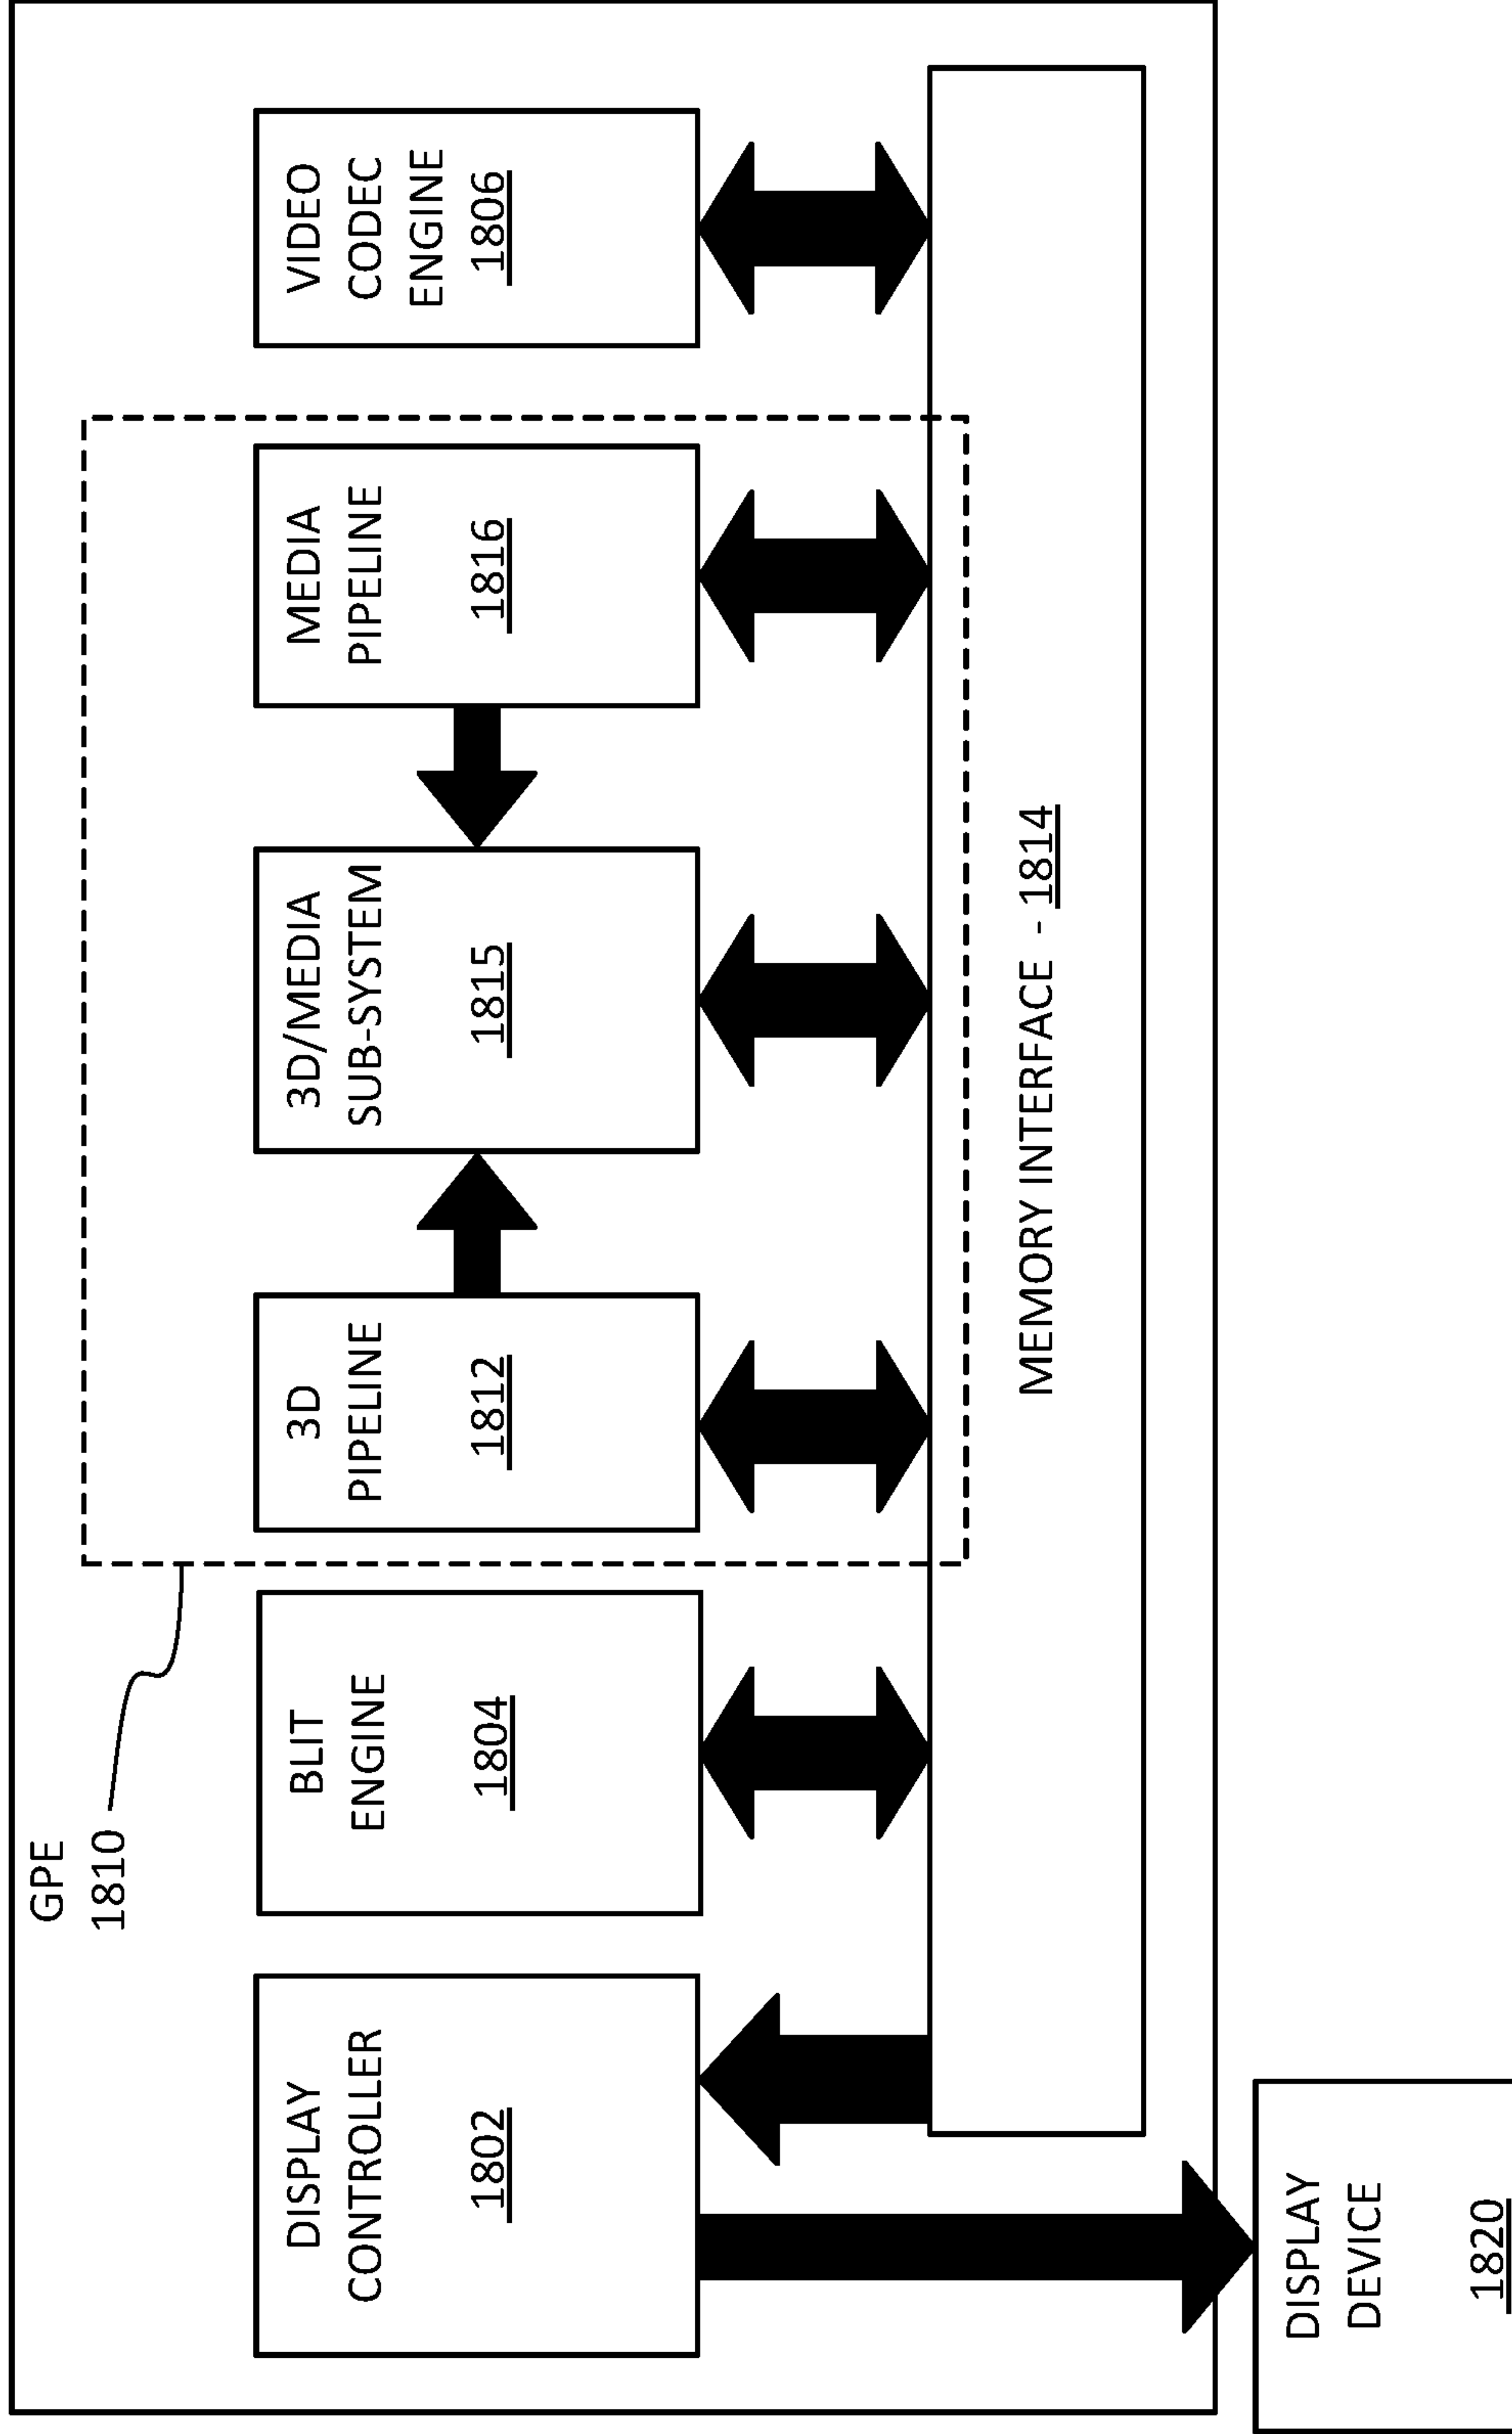 GPE
1810
DISPLAY
CONTROLLER
1802
BLIT
ENGINE
1804
3D
PIPELINE
1812
3D/MEDIA
SUB-SYSTEM
1815
MEDIA
PIPELINE
1816
VIDEO
CODEC
ENGINE
1806
MEMORY INTERFACE - 1814
DISPLAY
DEVICE
1820